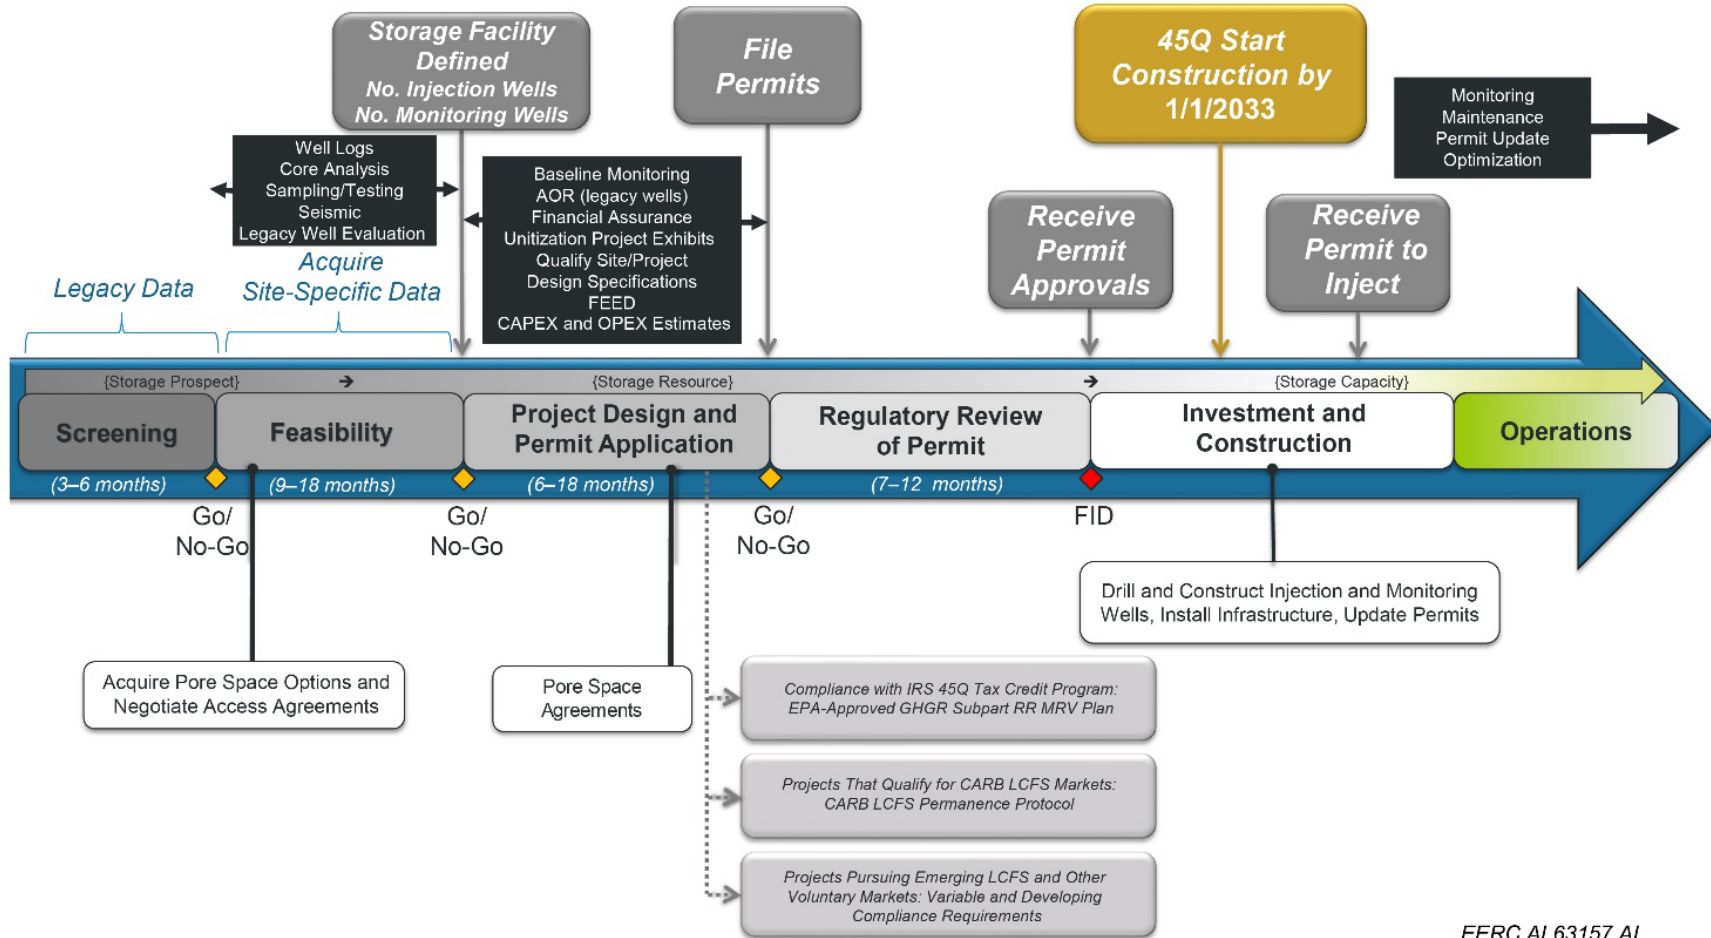 Storage Facility
Defined
No. Injection Wells
No. Monitoring Wells
File
Permits
45Q Start
Construction by
1/1/2033
Monitoring
Maintenance
Permit Update
Optimization
Well Logs
Core Analysis
Sampling/Testing
Seismic
Legacy Well Evaluation
Baseline Monitoring
AOR (legacy wells)
Financial Assurance
Unitization Project Exhibits
Qualify Site/Project
Design Specifications
FEED
CAPEX and OPEX Estimates
Receive
Permit
Approvals
Receive
Permit to
Inject
Legacy Data
Acquire
Site-Specific Data
{Storage Prospect} → {Storage Resource} → {Storage Capacity}
Screening
Feasibility
Project Design and
Permit Application
Regulatory Review
of Permit
Investment and
Construction
Operations
(3–6 months)
(9–18 months)
(6–18 months)
(7–12 months)
Go/
No-Go
Go/
No-Go
Go/
No-Go
FID
Acquire Pore Space Options and
Negotiate Access Agreements
Pore Space
Agreements
Drill and Construct Injection and Monitoring
Wells, Install Infrastructure, Update Permits
Compliance with IRS 45Q Tax Credit Program:
EPA-Approved GHGR Subpart RR MRV Plan
Projects That Qualify for CARB LCFS Markets:
CARB LCFS Permanence Protocol
Projects Pursuing Emerging LCFS and Other
Voluntary Markets: Variable and Developing
Compliance Requirements
EERC AL63157.AI